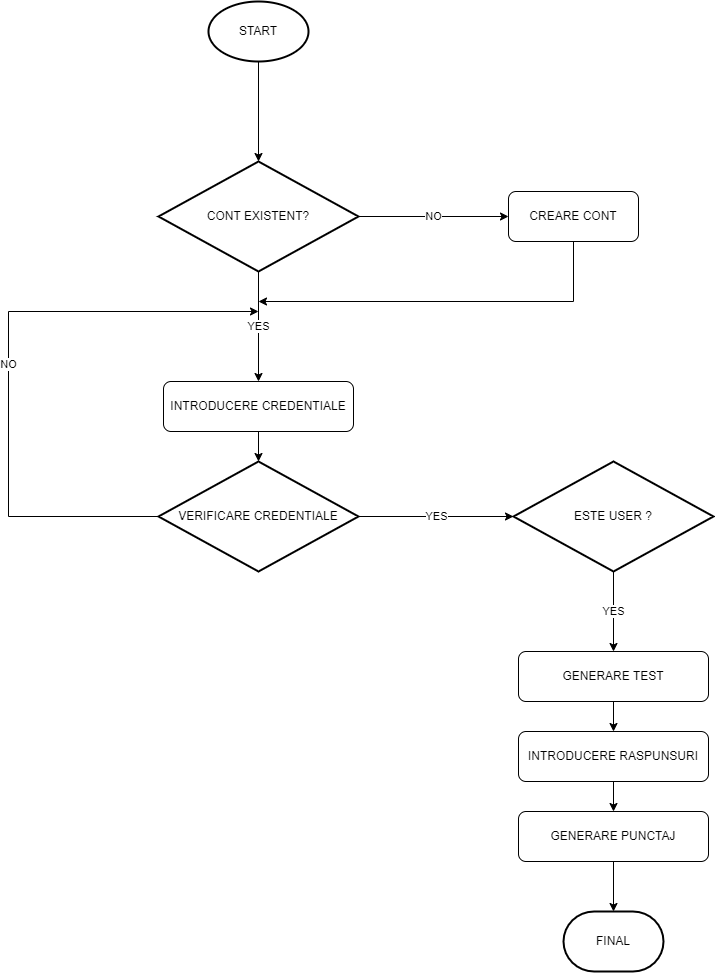 START
CONT EXISTENT?
NO
CREARE CONT
YES
NO
INTRODUCERE CREDENTIALE
VERIFICARE CREDENTIALE
YES
ESTE USER ?
YES
GENERARE TEST
INTRODUCERE RASPUNSURI
GENERARE PUNCTAJ
FINAL